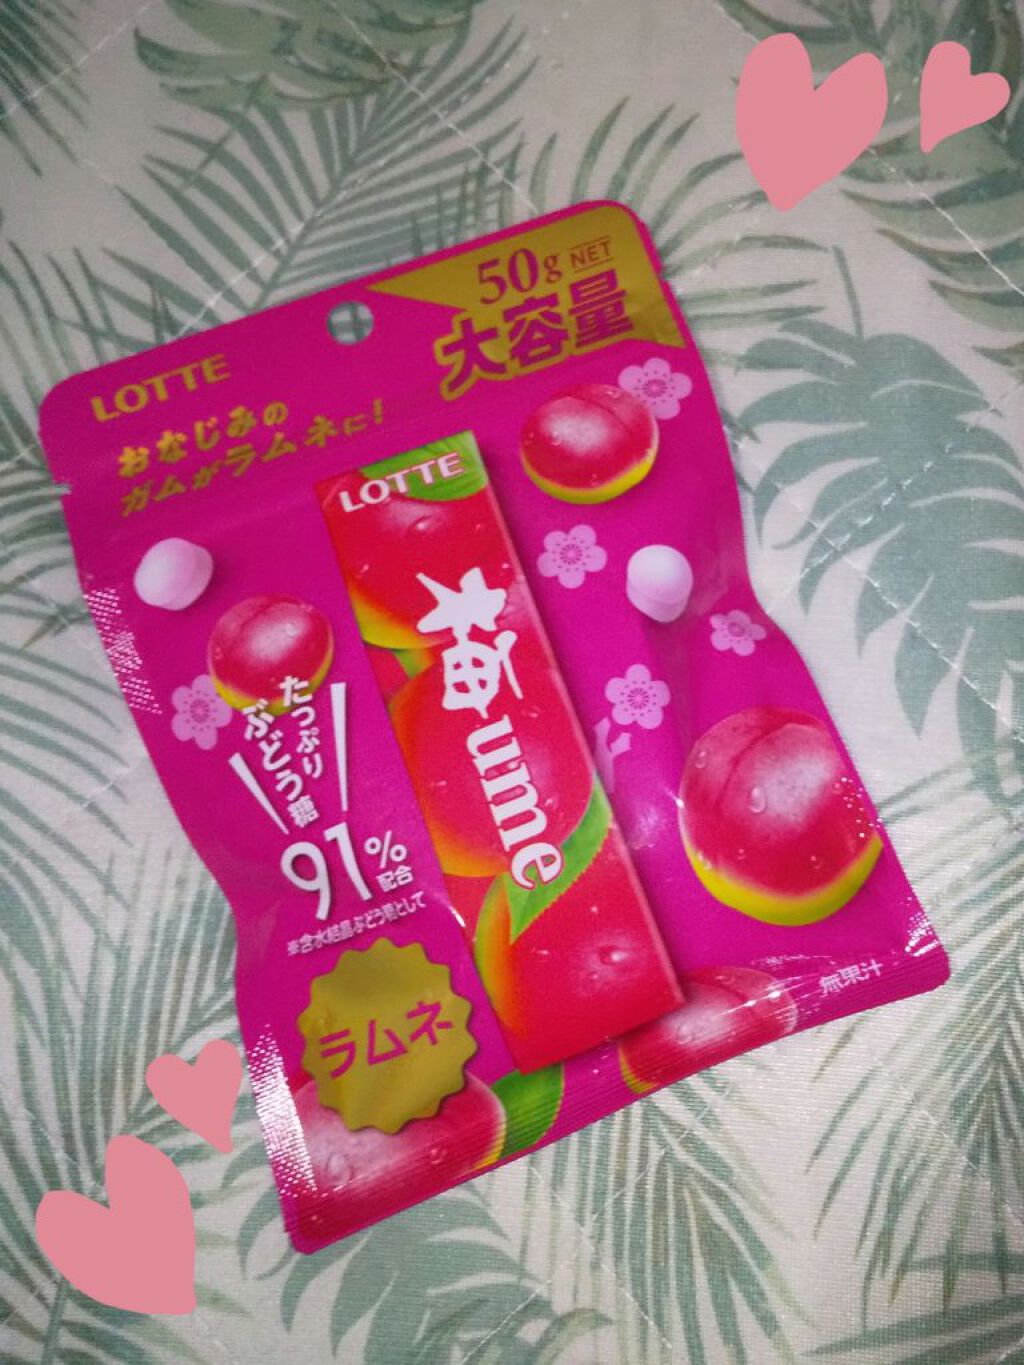 50g NET
大容量
LOTTE
おなじみの
ガムがラムネに!
LOTTE
梅ume
たっぷり
ぶどう糖
91%
配合
※含水結晶ぶどう糖として
ラムネ
無果汁